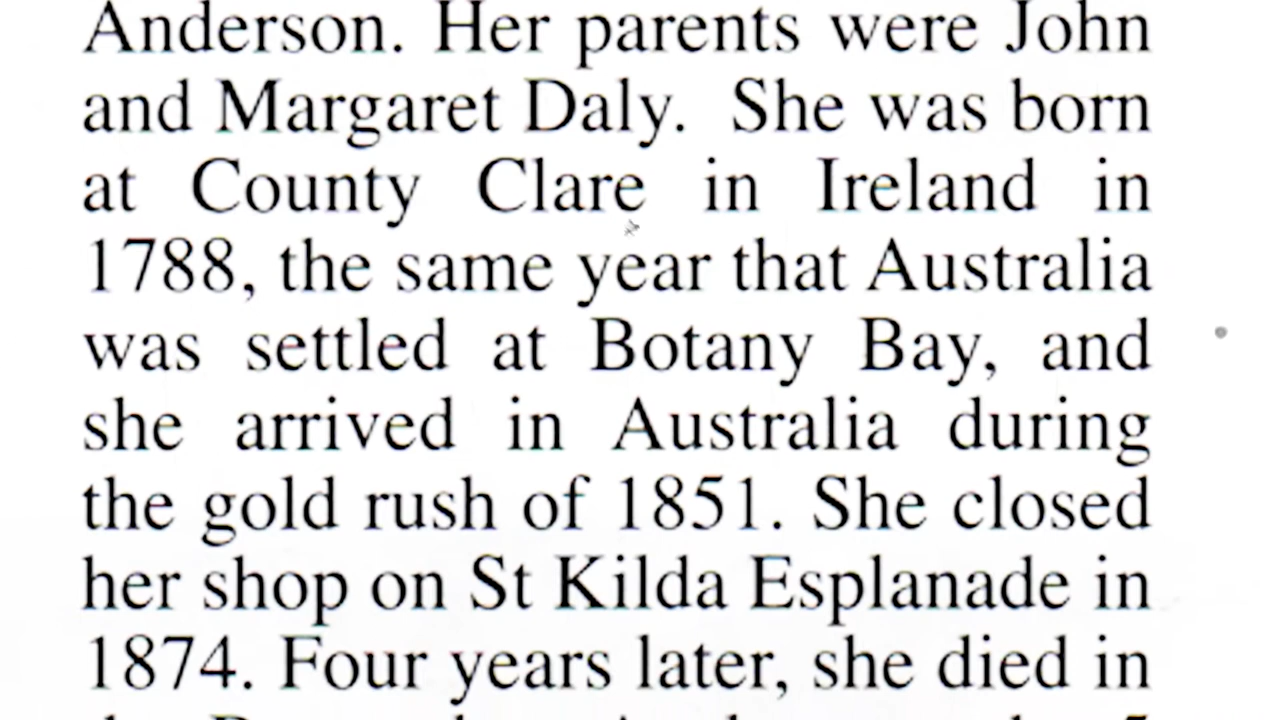 Anderson. Her parents were John
and Margaret Daly. She was born
at County Clare in Ireland in
1788, the same year that Australia
was settled at Botany Bay, and
she arrived in Australia during
the gold rush of 1851. She closed
her shop on St Kilda Esplanade in
1874. Four years later, she died in